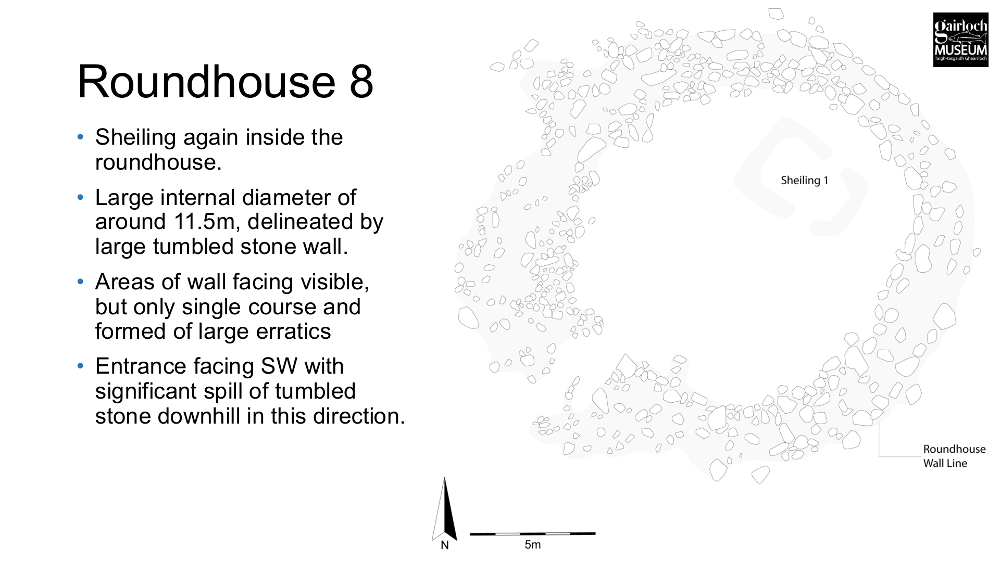 Roundhouse 8
• Sheiling again inside the
roundhouse.
• Large internal diameter of
around 11.5m, delineated by
large tumbled stone wall.
• Areas of wall facing visible,
but only single course and
formed of large erratics
• Entrance facing SW with
significant spill of tumbled
stone downhill in this direction.
gairloch
MUSEUM
Taigh-tasgaidh Gheàrrloch
Sheiling 1
Roundhouse
Wall Line
N
5m